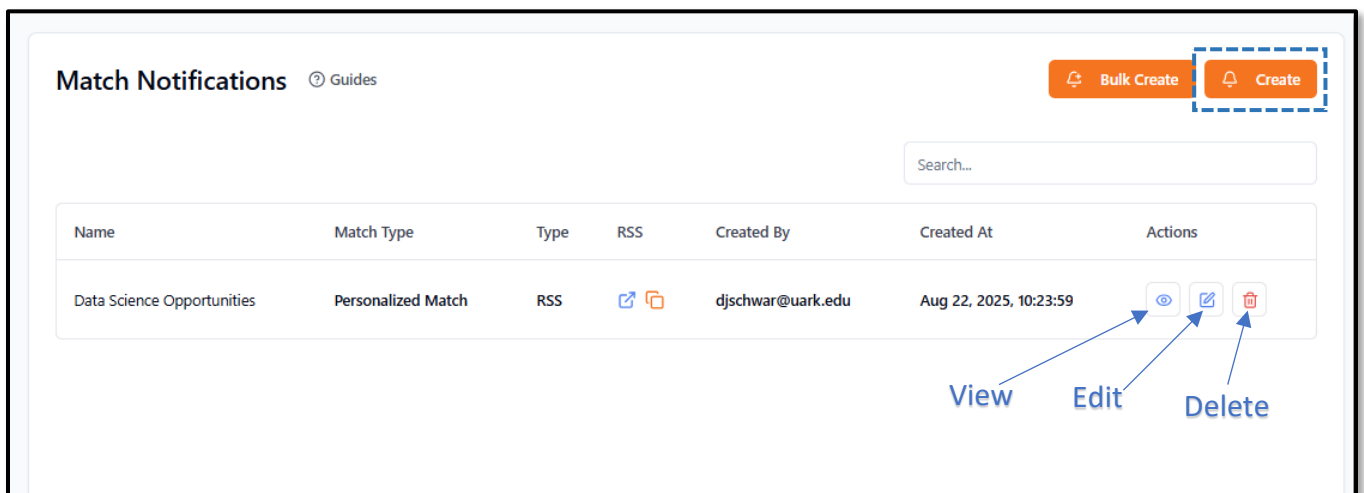 Match Notifications Guides Bulk Create Create
Search...
Name Match Type Type RSS Created By Created At Actions
Data Science Opportunities Personalized Match RSS djschwar@uark.edu Aug 22, 2025, 10:23:59
View Edit Delete